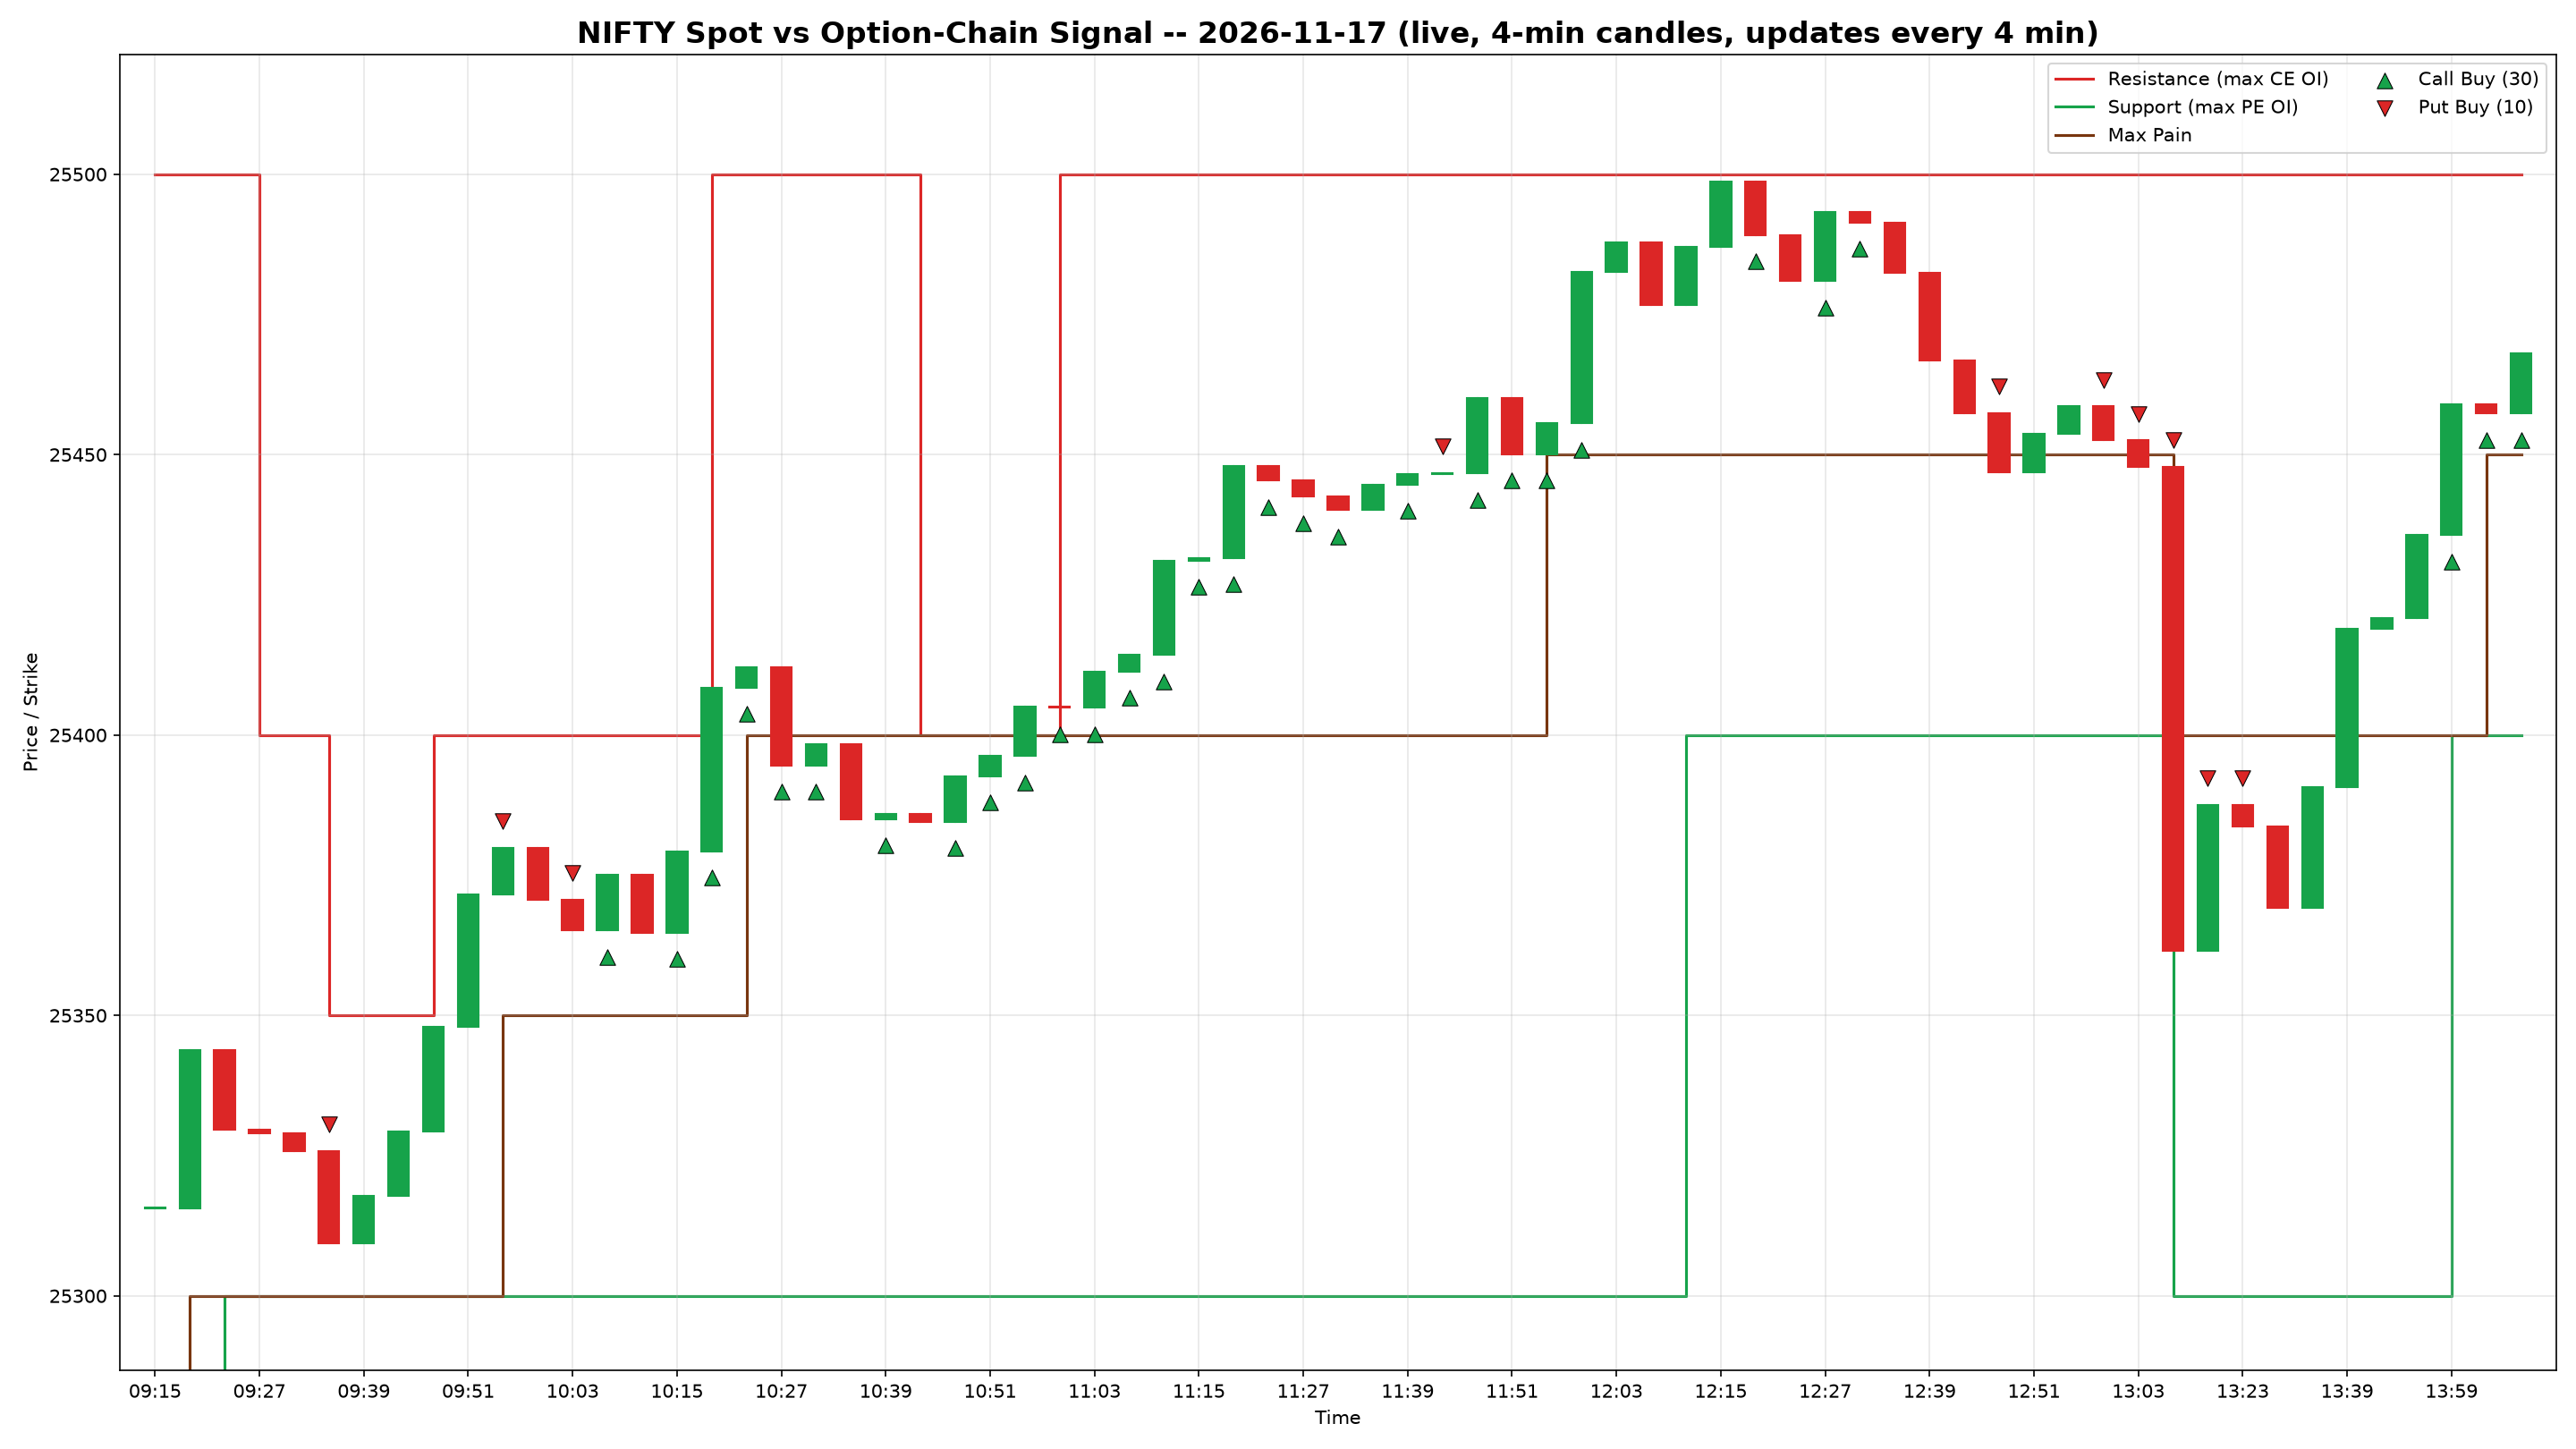 NIFTY Spot vs Option-Chain Signal -- 2026-11-17 (live, 4-min candles, updates every 4 min)
Resistance (max CE OI)
Support (max PE OI)
Max Pain
Call Buy (30)
Put Buy (10)
Price / Strike
25500
25450
25400
25350
25300
09:15 09:27 09:39 09:51 10:03 10:15 10:27 10:39 10:51 11:03 11:15 11:27 11:39 11:51 12:03 12:15 12:27 12:39 12:51 13:03 13:23 13:39 13:59
Time